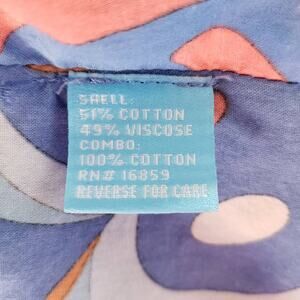 SHELL:
51% COTTON
49% VISCOSE
COMBO:
100% COTTON
RN# 16859
REVERSE FOR CARE